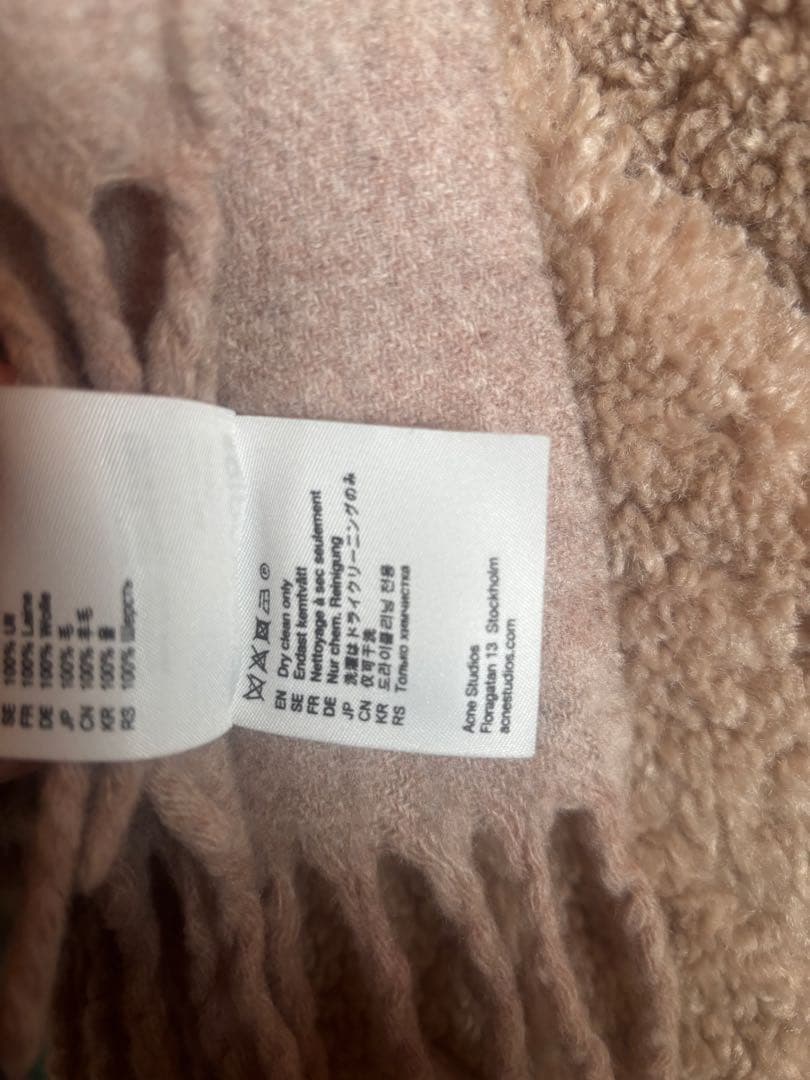 SE 100% Ull
FR 100% Laine
DE 100% Wolle
JP 100% 毛
CN 100% 羊毛
KR 100% 울
RS 100% Шерсть
EN Dry clean only
SE Endast kemtvätt
FR Nettoyage à sec seulement
DE Nur chem. Reinigung
JP 洗濯はドライクリーニングのみ
CN 仅可干洗
KR 드라이클리닝 전용
RS Только химчистка
Acne Studios
Floragatan 13 Stockholm
acnestudios.com